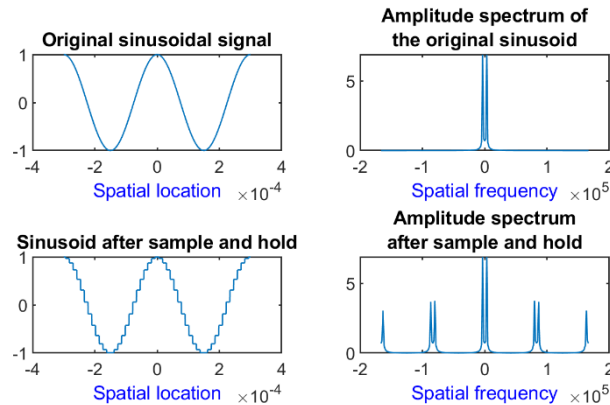 Original sinusoidal signal
1
0
-1
-4 -2 0 2 4
Spatial location ×10⁻⁴
Amplitude spectrum of
the original sinusoid
5
0
-2 -1 0 1 2
Spatial frequency ×10⁵
Sinusoid after sample and hold
1
0
-1
-4 -2 0 2 4
Spatial location ×10⁻⁴
Amplitude spectrum
after sample and hold
5
0
-2 -1 0 1 2
Spatial frequency ×10⁵